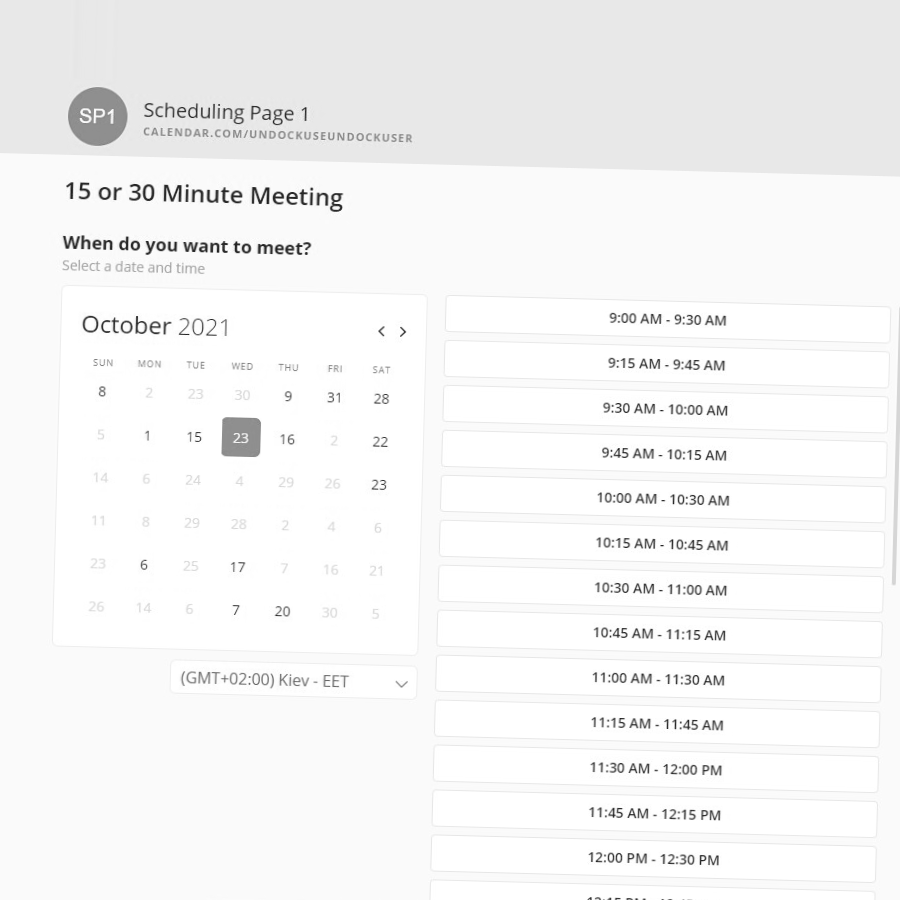 SP1
Scheduling Page 1
CALENDAR.COM/UNDOCKUSEUNDOCKUSER
15 or 30 Minute Meeting
When do you want to meet?
Select a date and time
October 2021
SUN MON TUE WED THU FRI SAT
8 2 23 30 9 31 28
5 1 15 23 16 2 22
14 6 24 4 29 26 23
11 8 29 28 2 4 6
23 6 25 17 7 16 21
26 14 6 7 20 30 5
(GMT+02:00) Kiev - EET
9:00 AM - 9:30 AM
9:15 AM - 9:45 AM
9:30 AM - 10:00 AM
9:45 AM - 10:15 AM
10:00 AM - 10:30 AM
10:15 AM - 10:45 AM
10:30 AM - 11:00 AM
10:45 AM - 11:15 AM
11:00 AM - 11:30 AM
11:15 AM - 11:45 AM
11:30 AM - 12:00 PM
11:45 AM - 12:15 PM
12:00 PM - 12:30 PM